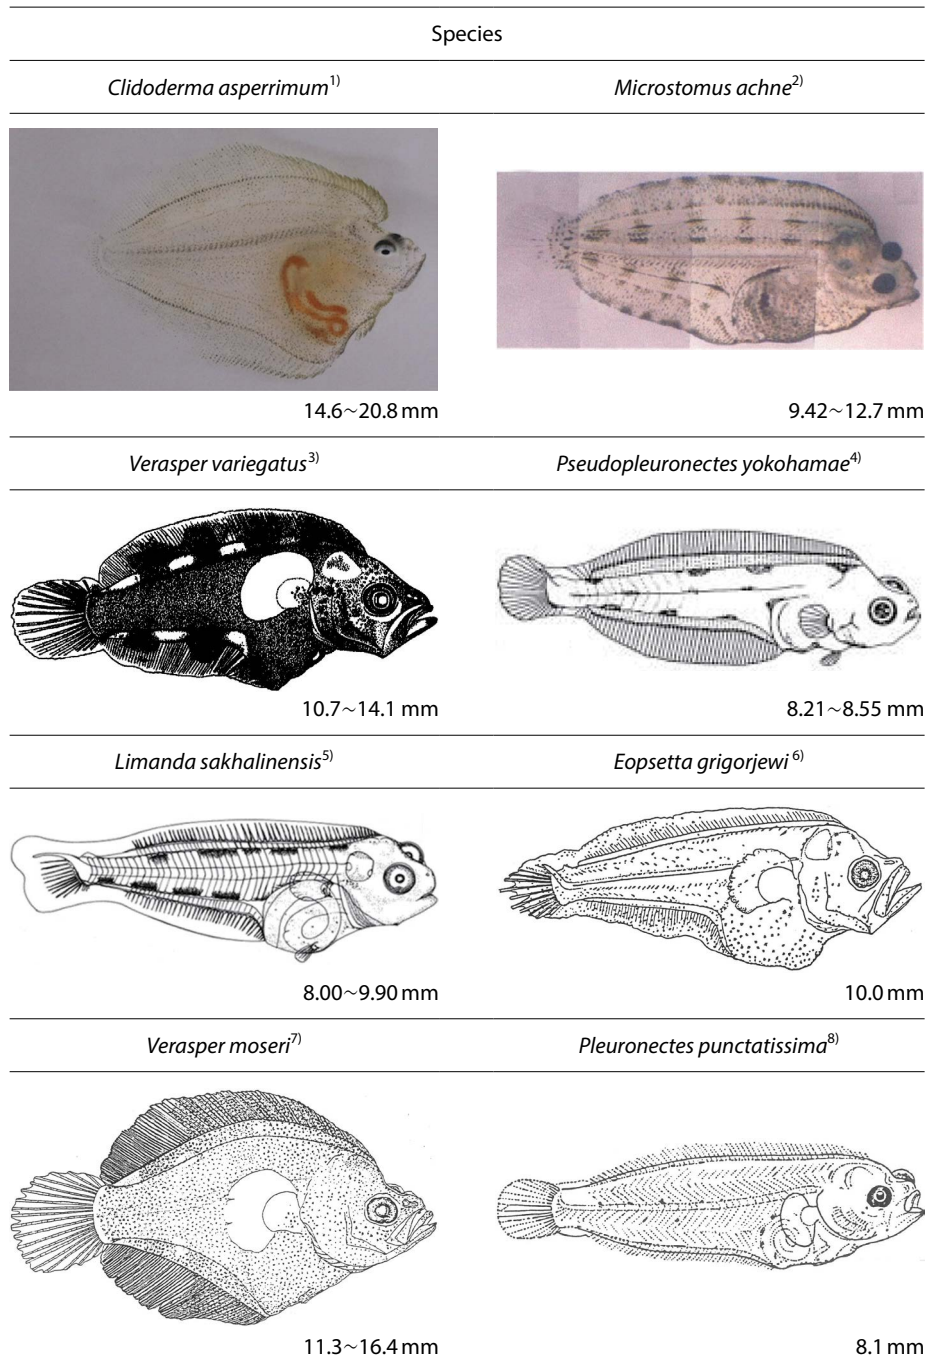 Species
Clidoderma asperrimum1) Microstomus achne2)
14.6~20.8 mm 9.42~12.7 mm
Verasper variegatus3) Pseudopleuronectes yokohamae4)
10.7~14.1 mm 8.21~8.55 mm
Limanda sakhalinensis5) Eopsetta grigorjewi 6)
8.00~9.90 mm 10.0 mm
Verasper moseri7) Pleuronectes punctatissima8)
11.3~16.4 mm 8.1 mm